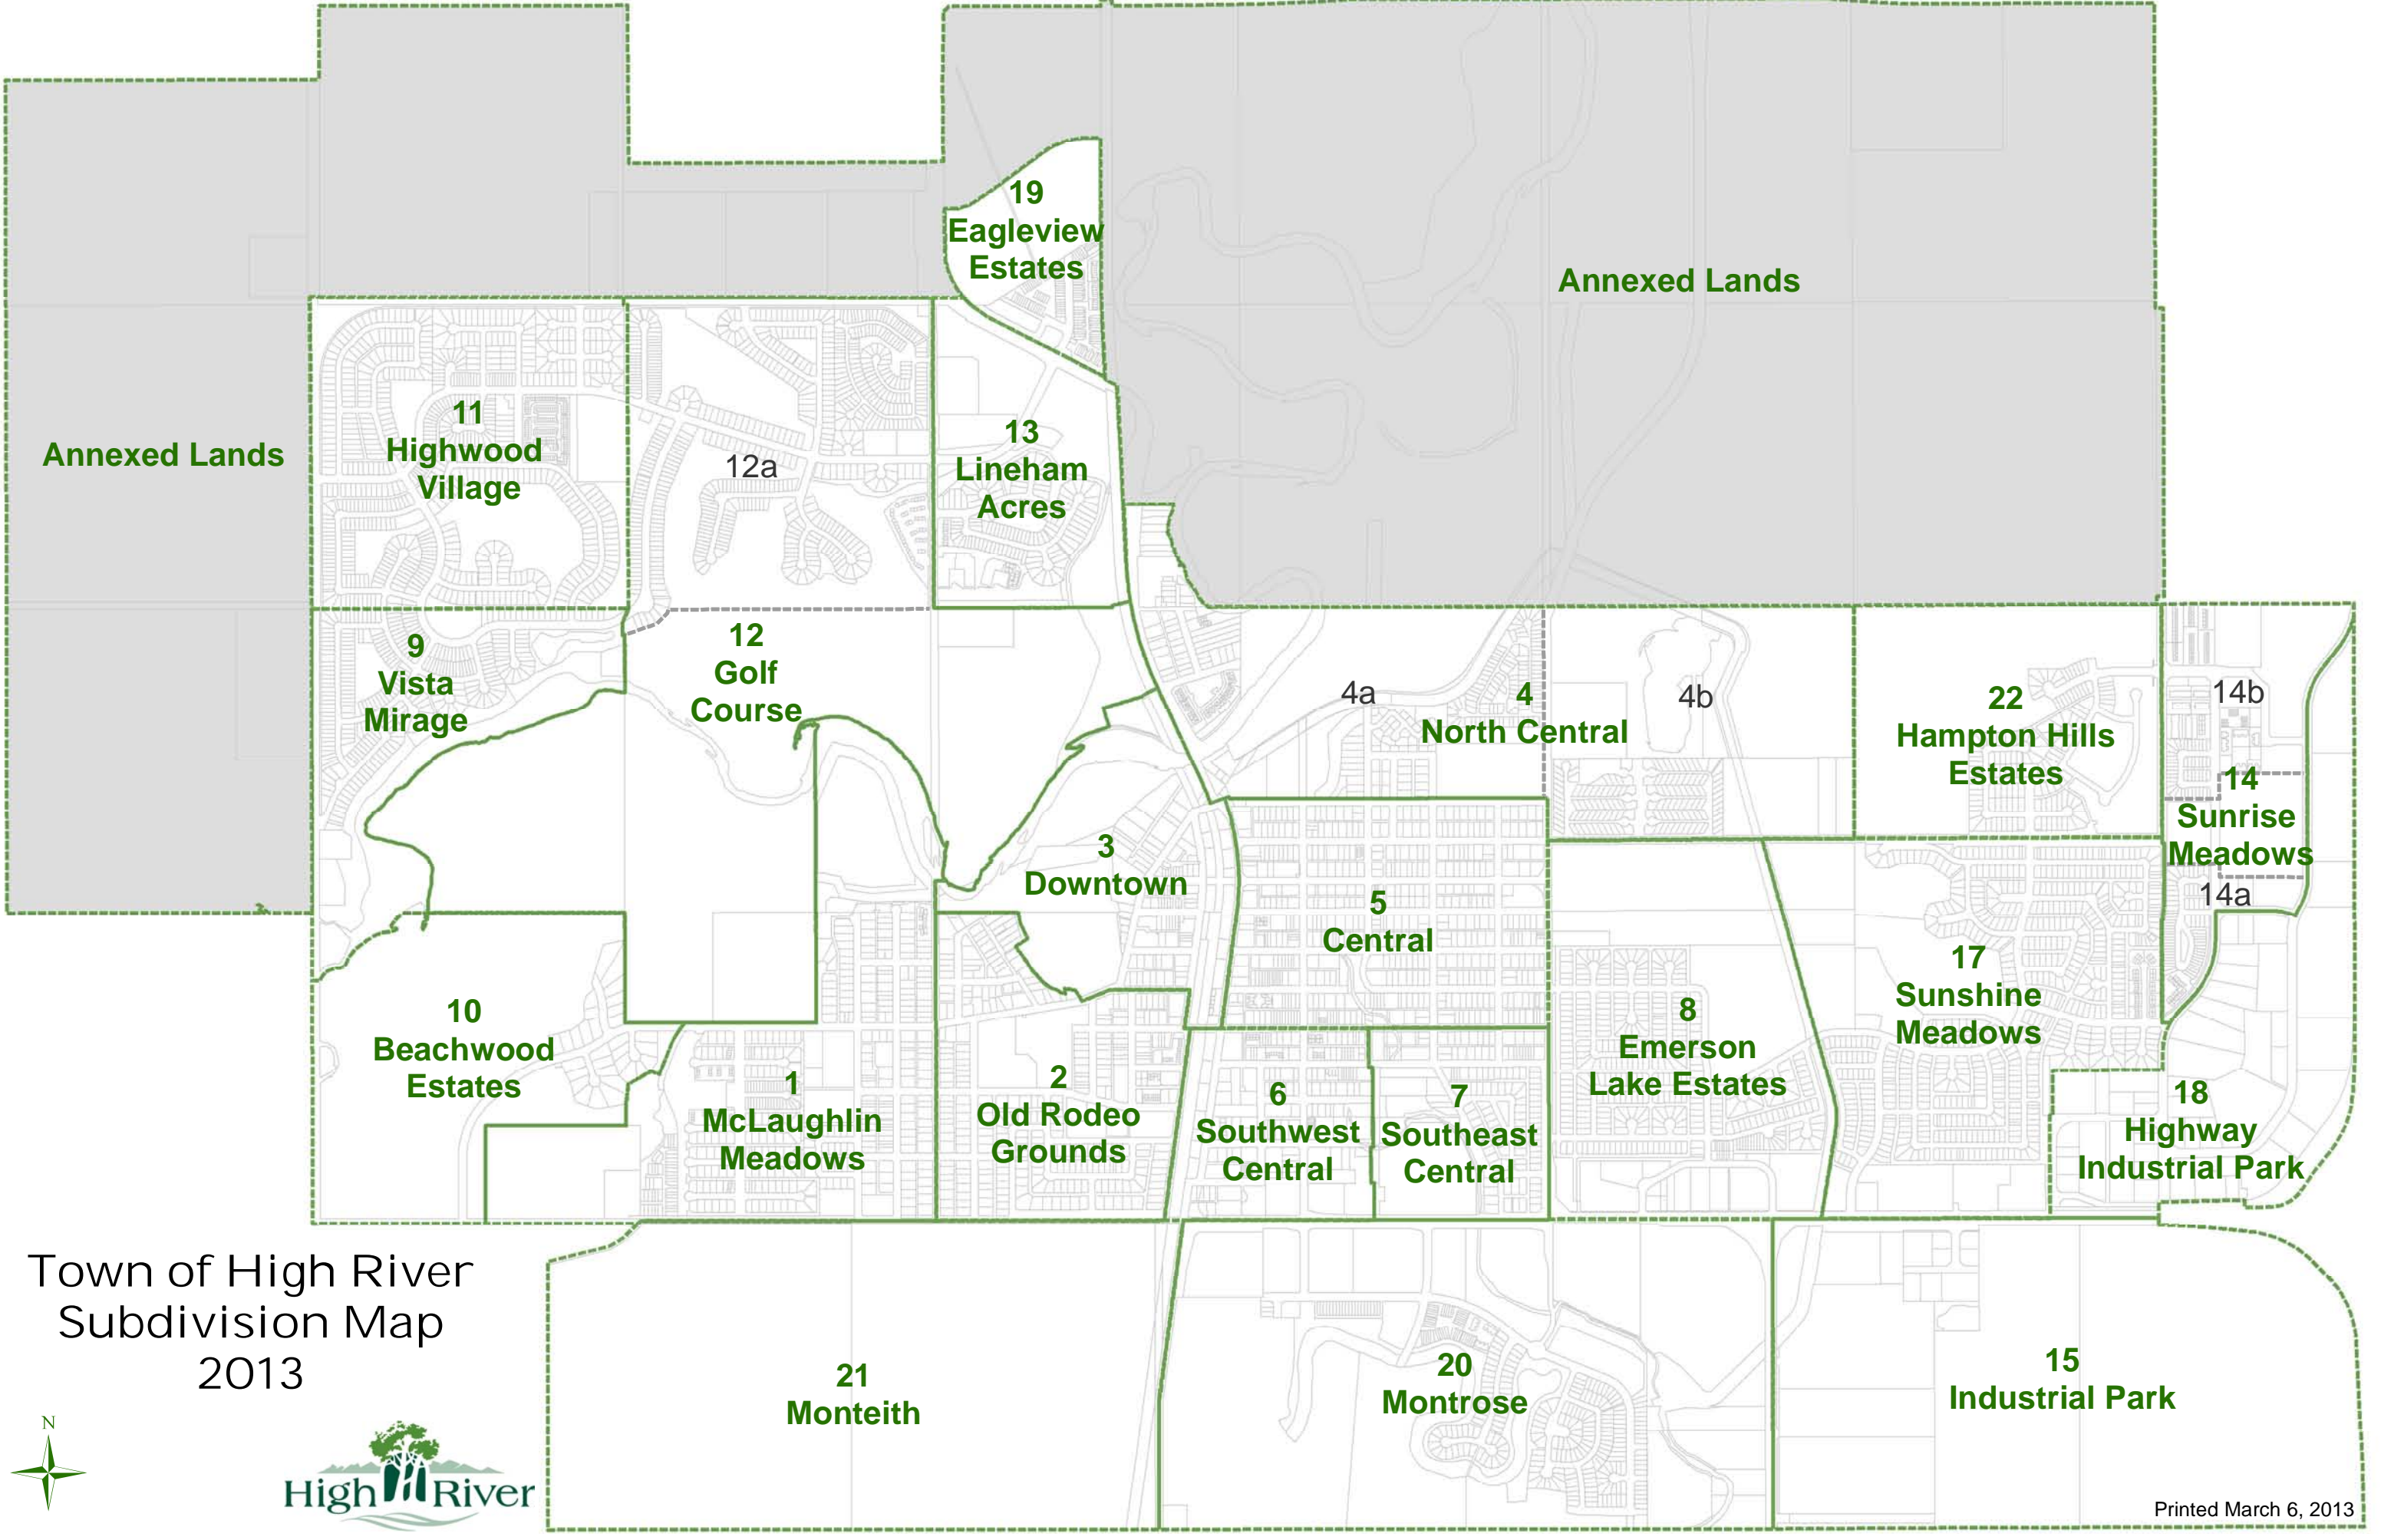 19
Eagleview
Estates
Annexed Lands
Annexed Lands
11
Highwood
Village
12a
13
Lineham
Acres
9
Vista
Mirage
12
Golf
Course
4a
4
North Central
4b
22
Hampton Hills
Estates
14b
14
Sunrise
Meadows
14a
3
Downtown
5
Central
17
Sunshine
Meadows
10
Beachwood
Estates
1
McLaughlin
Meadows
2
Old Rodeo
Grounds
6
Southwest
Central
7
Southeast
Central
8
Emerson
Lake Estates
18
Highway
Industrial Park
Town of High River
Subdivision Map
2013
21
Monteith
20
Montrose
15
Industrial Park
N
High River
Printed March 6, 2013